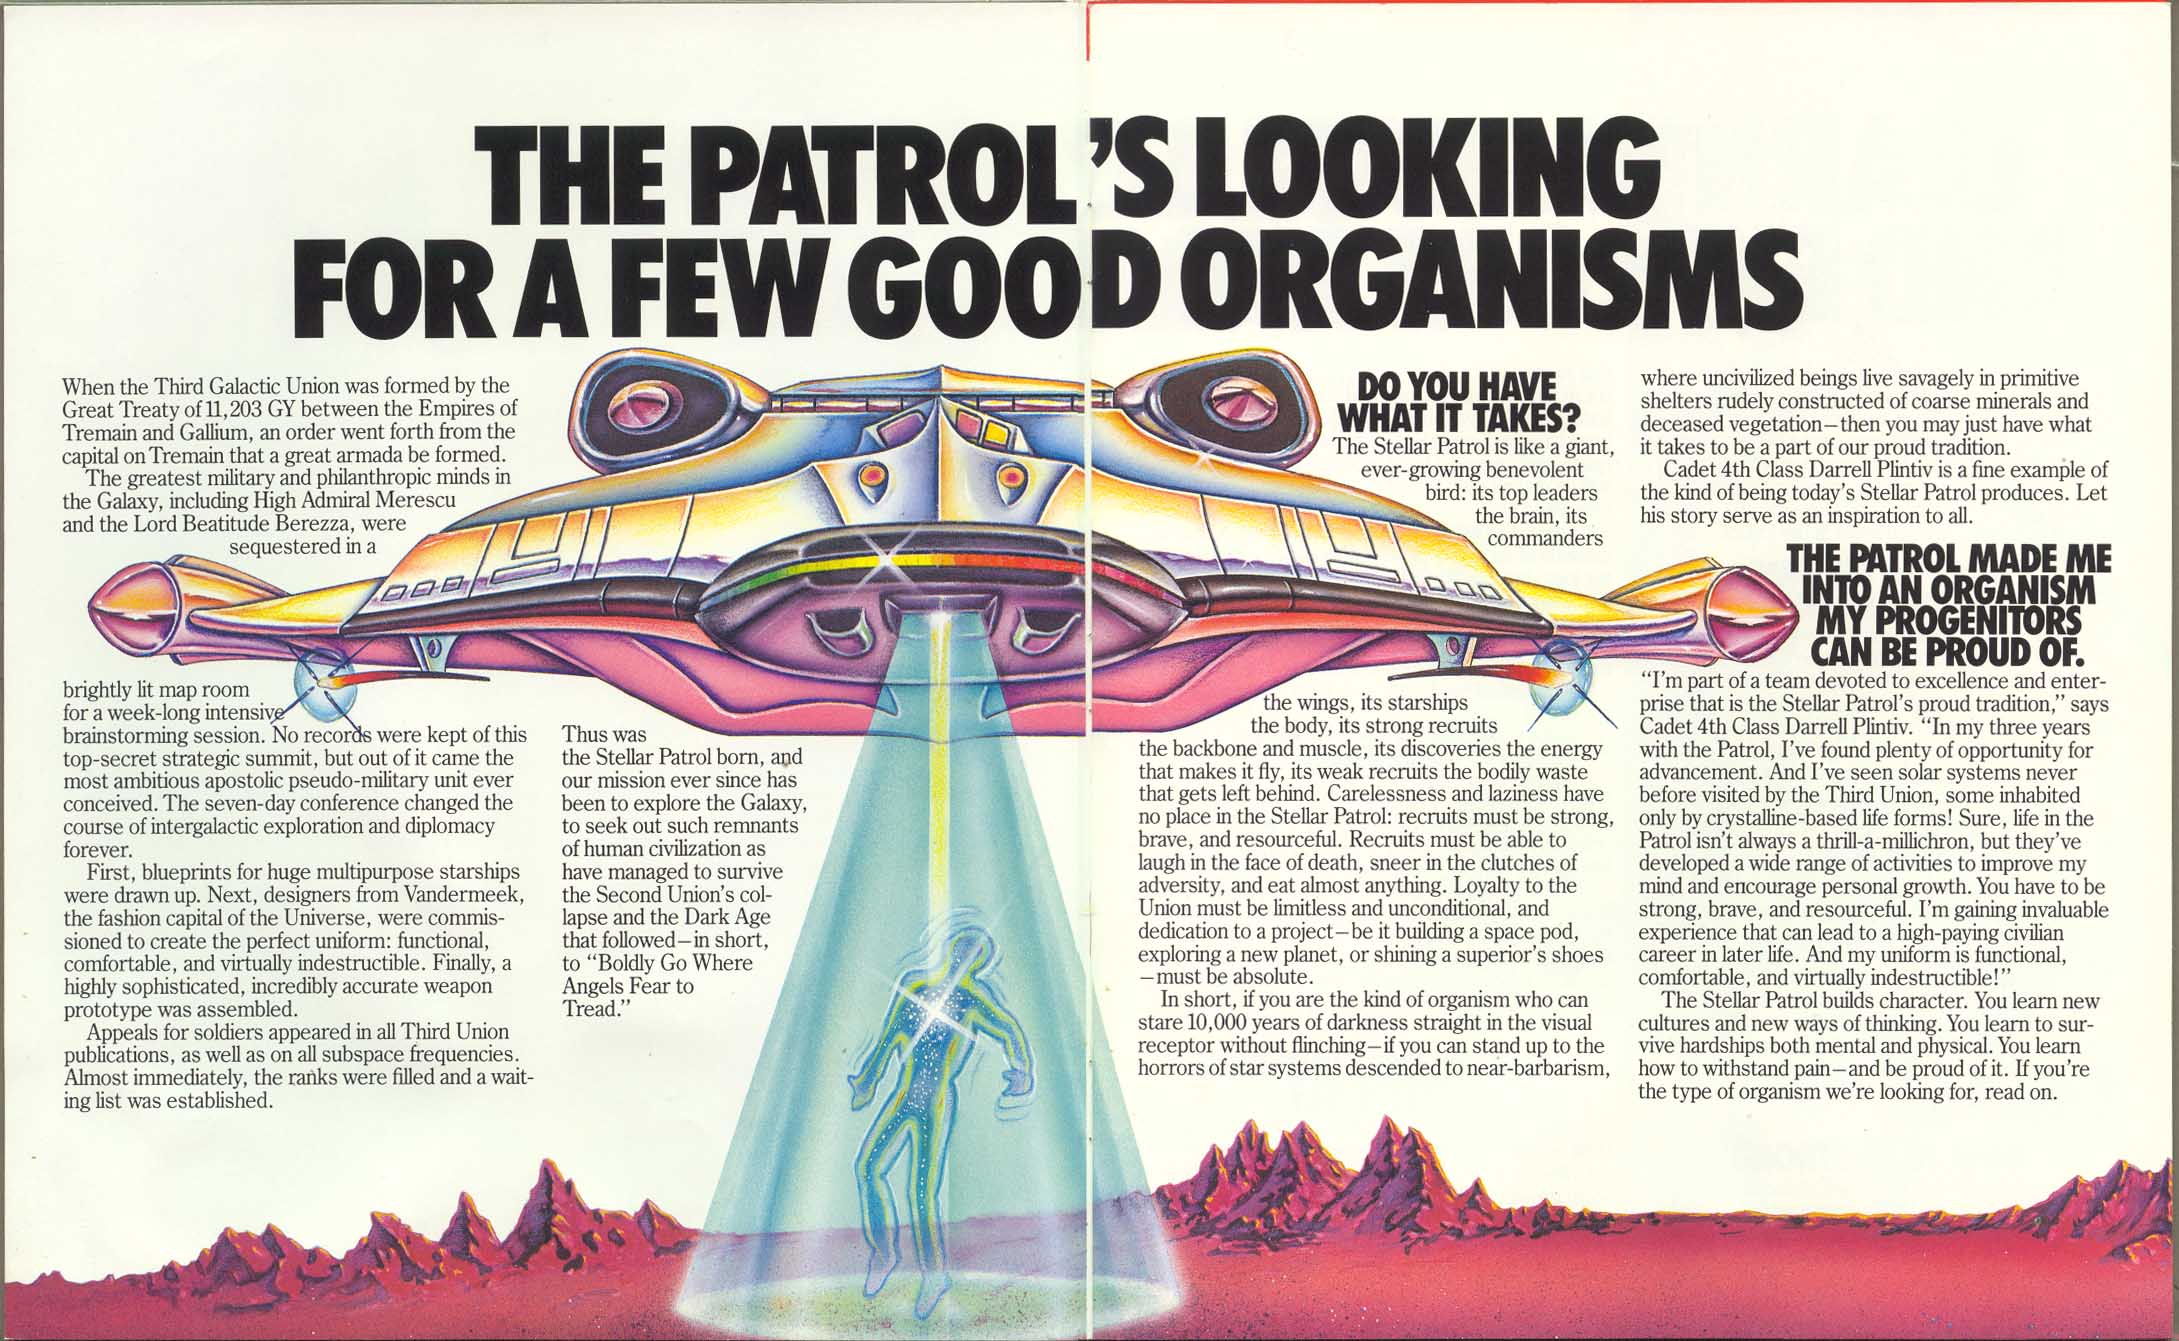 THE PATROL'S LOOKING
FOR A FEW GOOD ORGANISMS
When the Third Galactic Union was formed by the
Great Treaty of 11,203 GY between the Empires of
Tremain and Gallium, an order went forth from the
capital on Tremain that a great armada be formed.
The greatest military and philanthropic minds in
the Galaxy, including High Admiral Merescu
and the Lord Beatitude Berezza, were
sequestered in a
brightly lit map room
for a week-long intensive
brainstorming session. No records were kept of this
top-secret strategic summit, but out of it came the
most ambitious apostolic pseudo-military unit ever
conceived. The seven-day conference changed the
course of intergalactic exploration and diplomacy
forever.
First, blueprints for huge multipurpose starships
were drawn up. Next, designers from Vandermeek,
the fashion capital of the Universe, were commis-
sioned to create the perfect uniform: functional,
comfortable, and virtually indestructible. Finally, a
highly sophisticated, incredibly accurate weapon
prototype was assembled.
Appeals for soldiers appeared in all Third Union
publications, as well as on all subspace frequencies.
Almost immediately, the ranks were filled and a wait-
ing list was established.
Thus was
the Stellar Patrol born, and
our mission ever since has
been to explore the Galaxy,
to seek out such remnants
of human civilization as
have managed to survive
the Second Union's col-
lapse and the Dark Age
that followed—in short,
to “Boldly Go Where
Angels Fear to
Tread.”
DO YOU HAVE
WHAT IT TAKES?
The Stellar Patrol is like a giant,
ever-growing benevolent
bird: its top leaders
the brain, its
commanders
the wings, its starships
the body, its strong recruits
the backbone and muscle, its discoveries the energy
that makes it fly, its weak recruits the bodily waste
that gets left behind. Carelessness and laziness have
no place in the Stellar Patrol: recruits must be strong,
brave, and resourceful. Recruits must be able to
laugh in the face of death, sneer in the clutches of
adversity, and eat almost anything. Loyalty to the
Union must be limitless and unconditional, and
dedication to a project—be it building a space pod,
exploring a new planet, or shining a superior's shoes
—must be absolute.
In short, if you are the kind of organism who can
stare 10,000 years of darkness straight in the visual
receptor without flinching—if you can stand up to the
horrors of star systems descended to near-barbarism,
where uncivilized beings live savagely in primitive
shelters rudely constructed of coarse minerals and
deceased vegetation—then you may just have what
it takes to be a part of our proud tradition.
Cadet 4th Class Darrell Plintiv is a fine example of
the kind of being today's Stellar Patrol produces. Let
his story serve as an inspiration to all.
THE PATROL MADE ME
INTO AN ORGANISM
MY PROGENITORS
CAN BE PROUD OF.
“I'm part of a team devoted to excellence and enter-
prise that is the Stellar Patrol's proud tradition,” says
Cadet 4th Class Darrell Plintiv. “In my three years
with the Patrol, I've found plenty of opportunity for
advancement. And I've seen solar systems never
before visited by the Third Union, some inhabited
only by crystalline-based life forms! Sure, life in the
Patrol isn't always a thrill-a-millichron, but they've
developed a wide range of activities to improve my
mind and encourage personal growth. You have to be
strong, brave, and resourceful. I'm gaining invaluable
experience that can lead to a high-paying civilian
career in later life. And my uniform is functional,
comfortable, and virtually indestructible!”
The Stellar Patrol builds character. You learn new
cultures and new ways of thinking. You learn to sur-
vive hardships both mental and physical. You learn
how to withstand pain—and be proud of it. If you're
the type of organism we're looking for, read on.